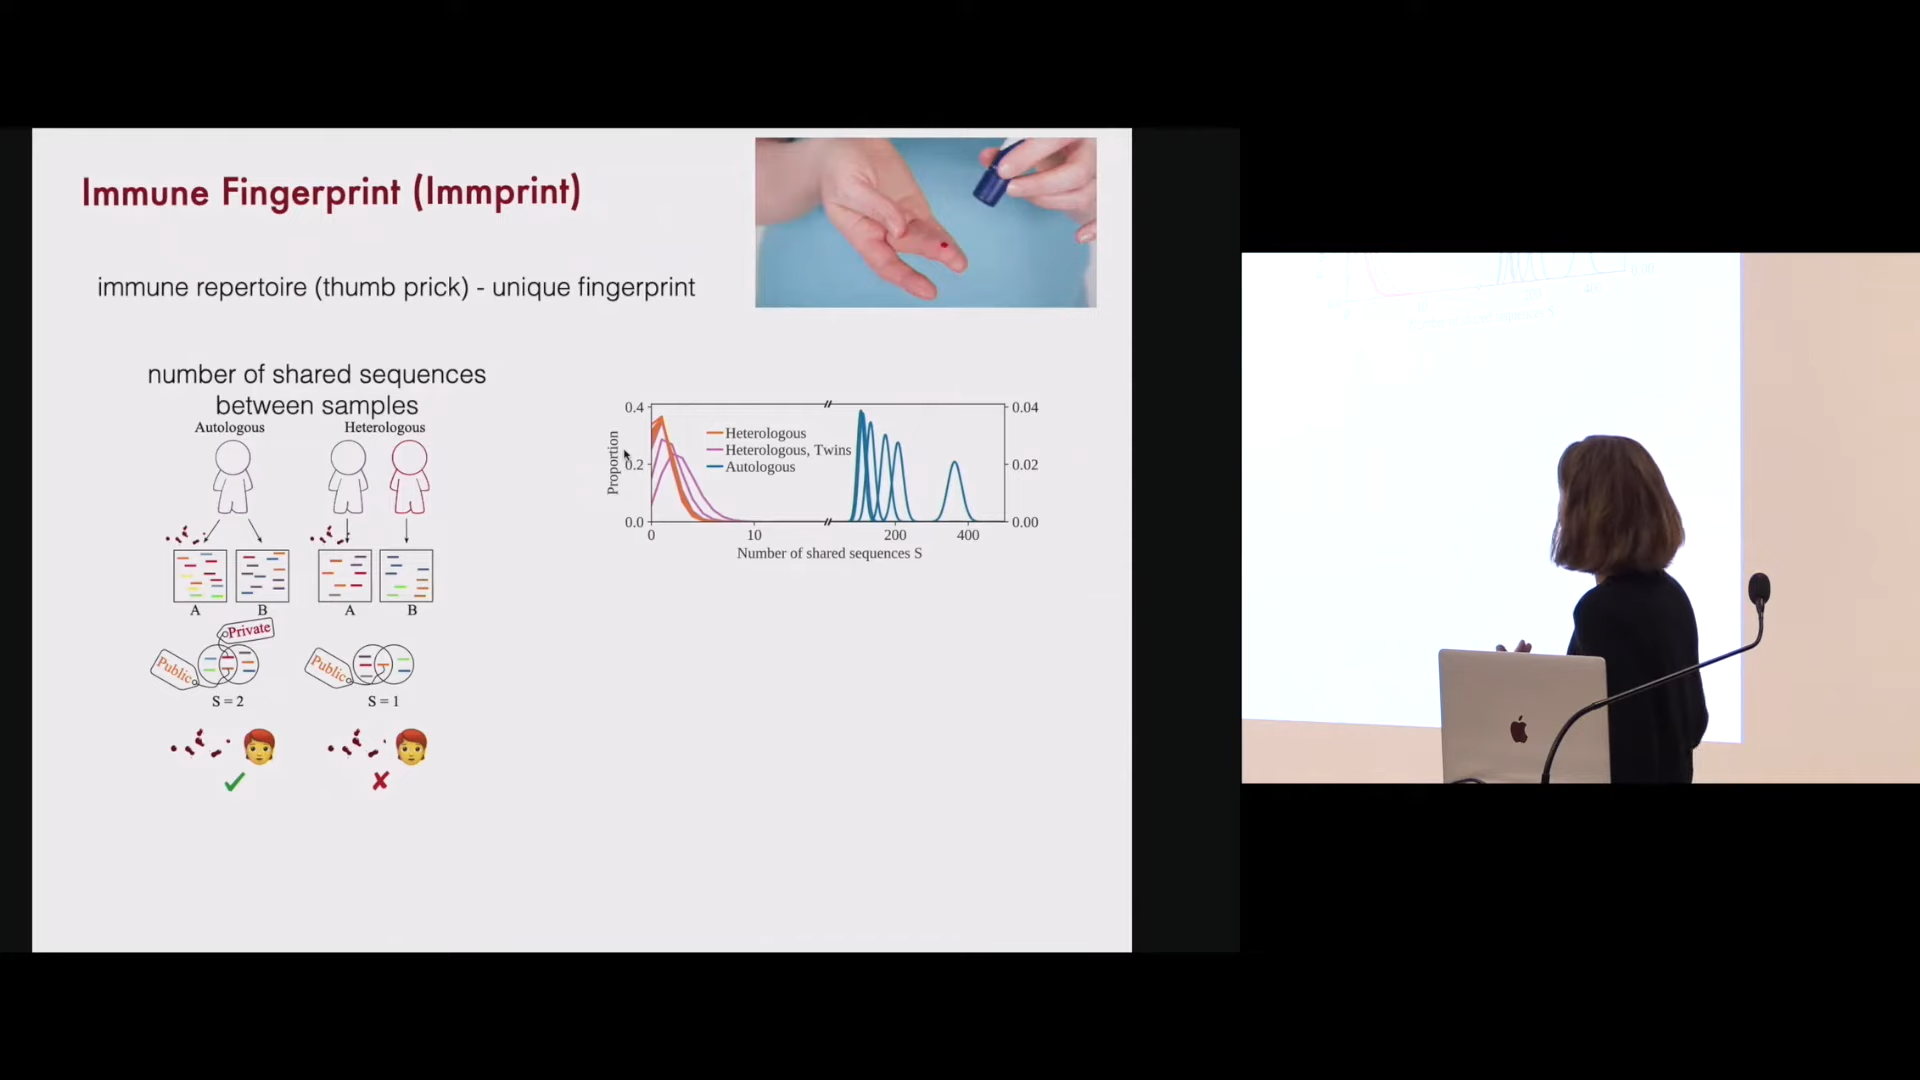 Immune Fingerprint (Immprint)
immune repertoire (thumb prick) - unique fingerprint
number of shared sequences
between samples
Autologous Heterologous
A B A B
Private
Public Public
S = 2 S = 1
0.4 0.04
Heterologous
Heterologous, Twins
Autologous
Proportion
0.2 0.02
0.0 0.00
0 10 200 400
Number of shared sequences S